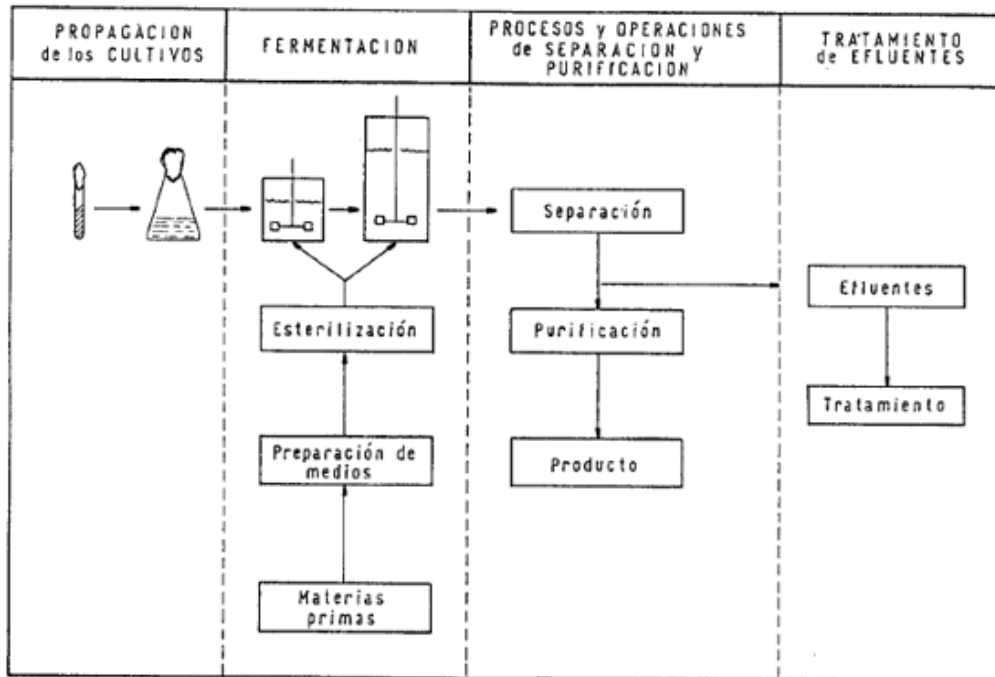 PROPAGACION
de los CULTIVOS
FERMENTACION
PROCESOS y OPERACIONES
de SEPARACION y
PURIFICACION
TRATAMIENTO
de EFLUENTES
Separación
Efluentes
Esterilización
Purificación
Tratamiento
Preparación de
medios
Producto
Materias
primas